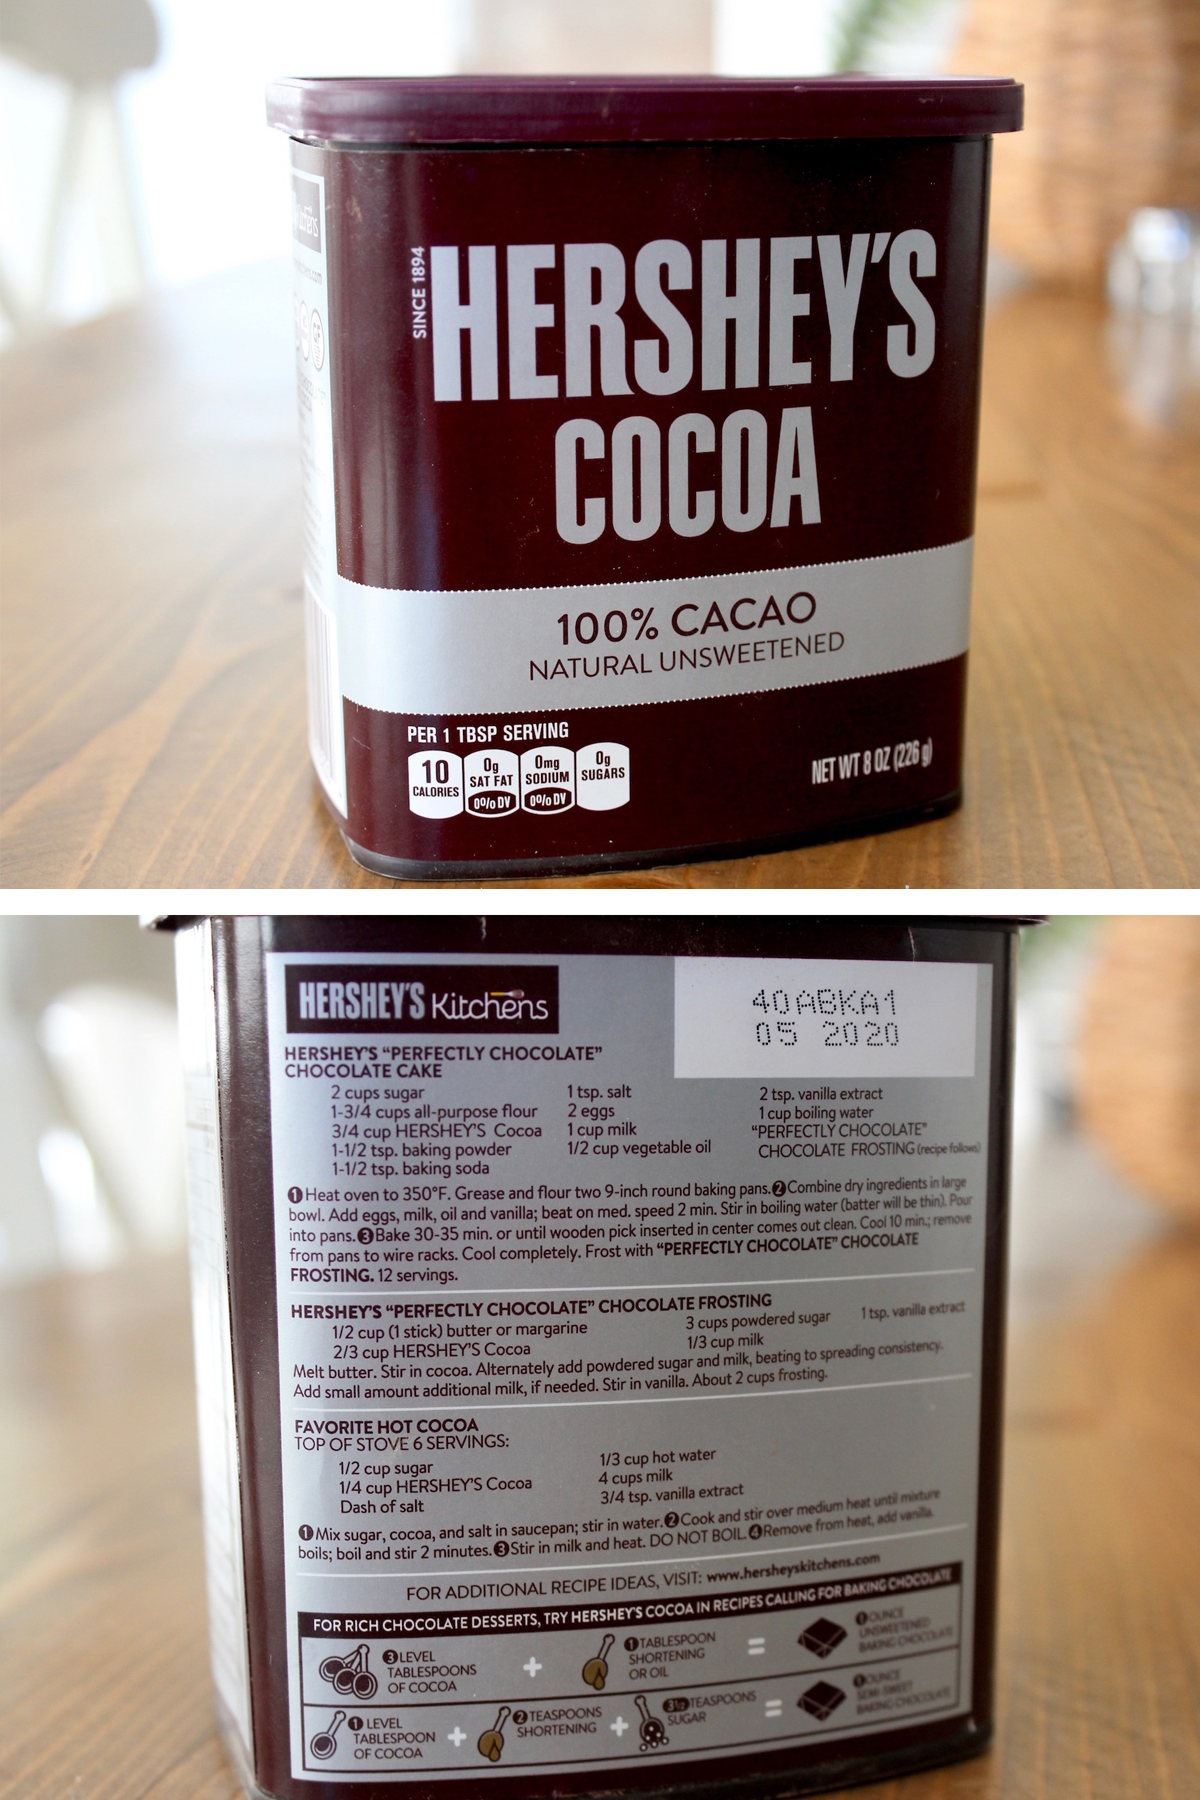 SINCE 1894
HERSHEY'S
COCOA
100% CACAO
NATURAL UNSWEETENED
PER 1 TBSP SERVING
10 CALORIES
0g SAT FAT 0% DV
0mg SODIUM 0% DV
0g SUGARS
NET WT 8 OZ (226 g)
HERSHEY'S Kitchens
40ABKA1
05 2020
HERSHEY'S “PERFECTLY CHOCOLATE”
CHOCOLATE CAKE
2 cups sugar
1-3/4 cups all-purpose flour
3/4 cup HERSHEY'S Cocoa
1-1/2 tsp. baking powder
1-1/2 tsp. baking soda
1 tsp. salt
2 eggs
1 cup milk
1/2 cup vegetable oil
2 tsp. vanilla extract
1 cup boiling water
“PERFECTLY CHOCOLATE”
CHOCOLATE FROSTING (recipe follows)
1 Heat oven to 350°F. Grease and flour two 9-inch round baking pans. 2 Combine dry ingredients in large
bowl. Add eggs, milk, oil and vanilla; beat on med. speed 2 min. Stir in boiling water (batter will be thin). Pour
into pans. 3 Bake 30-35 min. or until wooden pick inserted in center comes out clean. Cool 10 min.; remove
from pans to wire racks. Cool completely. Frost with “PERFECTLY CHOCOLATE” CHOCOLATE
FROSTING. 12 servings.
HERSHEY'S “PERFECTLY CHOCOLATE” CHOCOLATE FROSTING
1/2 cup (1 stick) butter or margarine
2/3 cup HERSHEY'S Cocoa
3 cups powdered sugar
1/3 cup milk
1 tsp. vanilla extract
Melt butter. Stir in cocoa. Alternately add powdered sugar and milk, beating to spreading consistency.
Add small amount additional milk, if needed. Stir in vanilla. About 2 cups frosting.
FAVORITE HOT COCOA
TOP OF STOVE 6 SERVINGS:
1/2 cup sugar
1/4 cup HERSHEY'S Cocoa
Dash of salt
1/3 cup hot water
4 cups milk
3/4 tsp. vanilla extract
1 Mix sugar, cocoa, and salt in saucepan; stir in water. 2 Cook and stir over medium heat until mixture
boils; boil and stir 2 minutes. 3 Stir in milk and heat. DO NOT BOIL. 4 Remove from heat, add vanilla.
FOR ADDITIONAL RECIPE IDEAS, VISIT: www.hersheyskitchens.com
FOR RICH CHOCOLATE DESSERTS, TRY HERSHEY'S COCOA IN RECIPES CALLING FOR BAKING CHOCOLATE
3 LEVEL
TABLESPOONS
OF COCOA
+
1 TABLESPOON
SHORTENING
OR OIL
=
1 OUNCE
UNSWEETENED
BAKING CHOCOLATE
1 LEVEL
TABLESPOON
OF COCOA
+
2 TEASPOONS
SHORTENING
+
3 1/2 TEASPOONS
SUGAR
=
1 OUNCE
SEMI-SWEET
BAKING CHOCOLATE